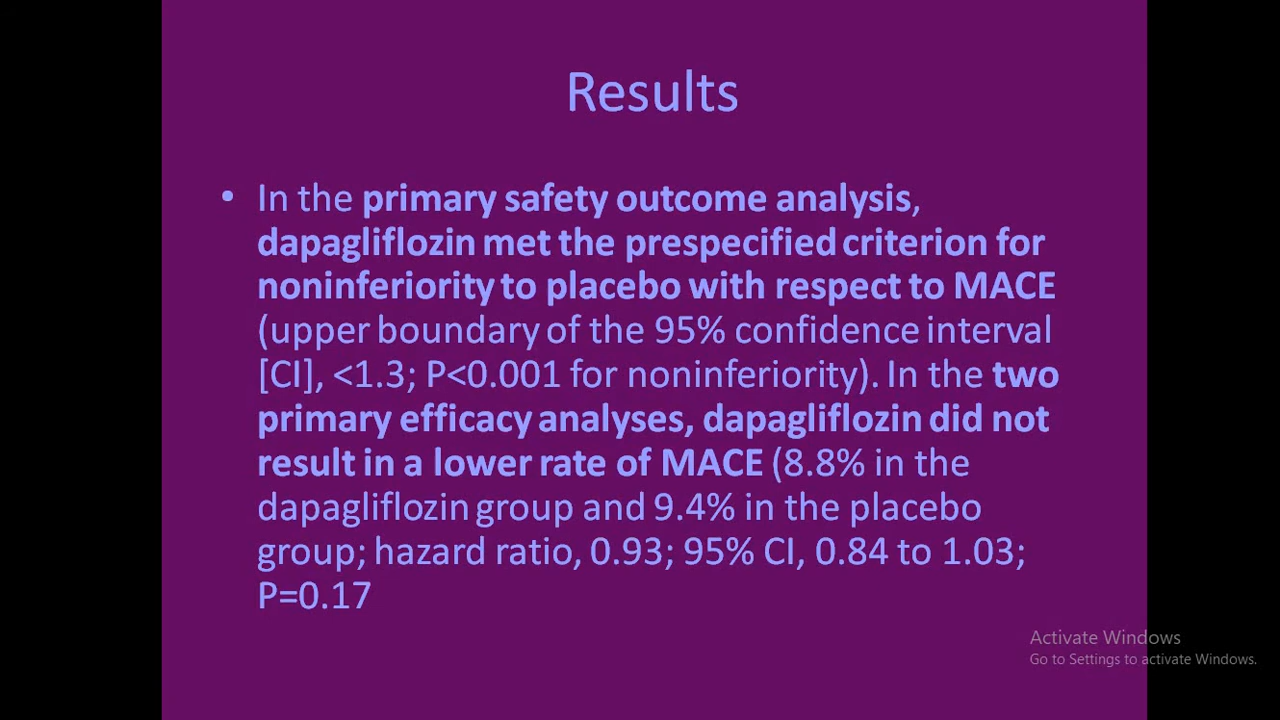 Results
• In the primary safety outcome analysis,
dapagliflozin met the prespecified criterion for
noninferiority to placebo with respect to MACE
(upper boundary of the 95% confidence interval
[CI], <1.3; P<0.001 for noninferiority). In the two
primary efficacy analyses, dapagliflozin did not
result in a lower rate of MACE (8.8% in the
dapagliflozin group and 9.4% in the placebo
group; hazard ratio, 0.93; 95% CI, 0.84 to 1.03;
P=0.17
Activate Windows
Go to Settings to activate Windows.